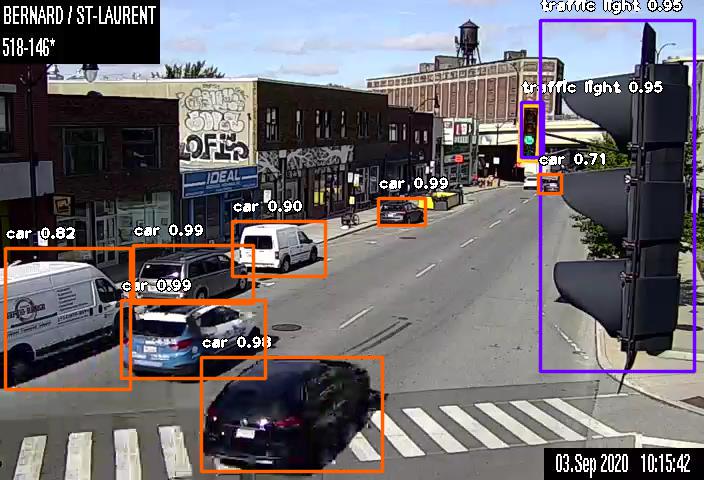 BERNARD / ST-LAURENT
518-146*
traffic light 0.95
traffic light 0.95
car 0.71
car 0.99
car 0.90
car 0.82
car 0.99
car 0.99
car 0.98
IDEAL
03.Sep 2020 10:15:42